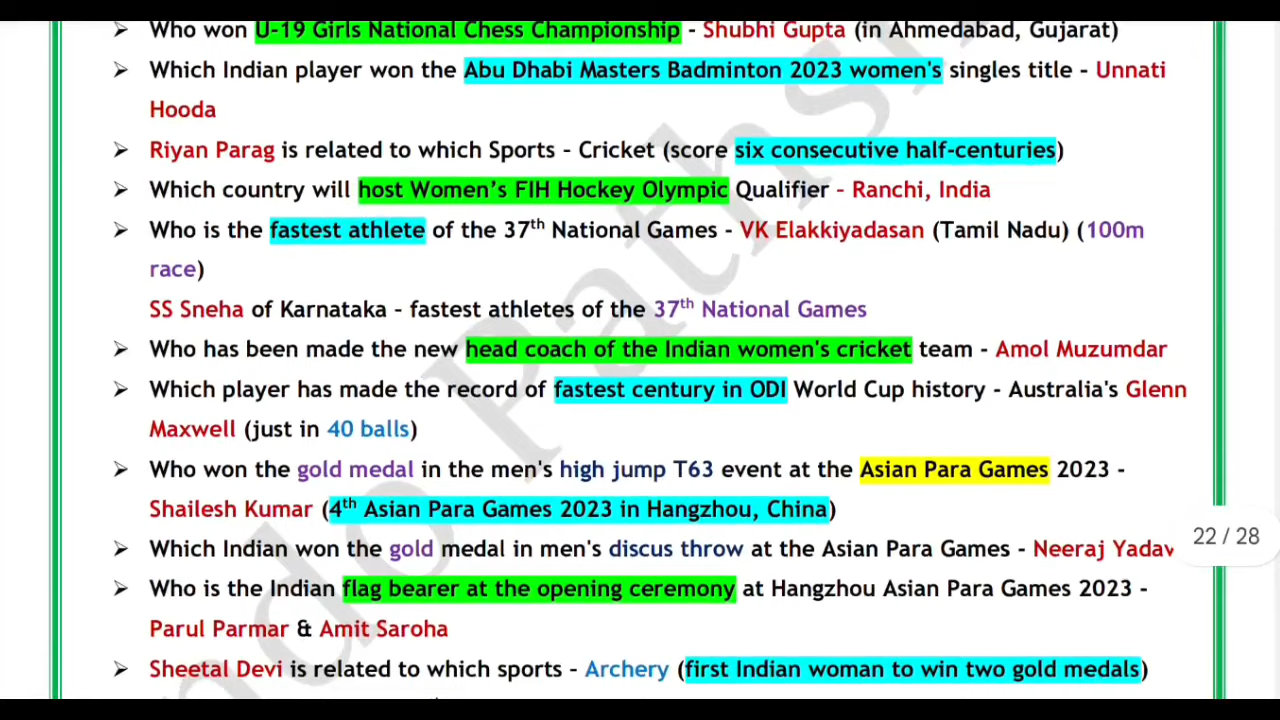 ➢ Who won U-19 Girls National Chess Championship - Shubhi Gupta (in Ahmedabad, Gujarat)
➢ Which Indian player won the Abu Dhabi Masters Badminton 2023 women's singles title - Unnati
Hooda
➢ Riyan Parag is related to which Sports - Cricket (score six consecutive half-centuries)
➢ Which country will host Women's FIH Hockey Olympic Qualifier - Ranchi, India
➢ Who is the fastest athlete of the 37th National Games - VK Elakkiyadasan (Tamil Nadu) (100m
race)
SS Sneha of Karnataka - fastest athletes of the 37th National Games
➢ Who has been made the new head coach of the Indian women's cricket team - Amol Muzumdar
➢ Which player has made the record of fastest century in ODI World Cup history - Australia's Glenn
Maxwell (just in 40 balls)
➢ Who won the gold medal in the men's high jump T63 event at the Asian Para Games 2023 -
Shailesh Kumar (4th Asian Para Games 2023 in Hangzhou, China)
➢ Which Indian won the gold medal in men's discus throw at the Asian Para Games - Neeraj Yadav
22 / 28
➢ Who is the Indian flag bearer at the opening ceremony at Hangzhou Asian Para Games 2023 -
Parul Parmar & Amit Saroha
➢ Sheetal Devi is related to which sports - Archery (first Indian woman to win two gold medals)